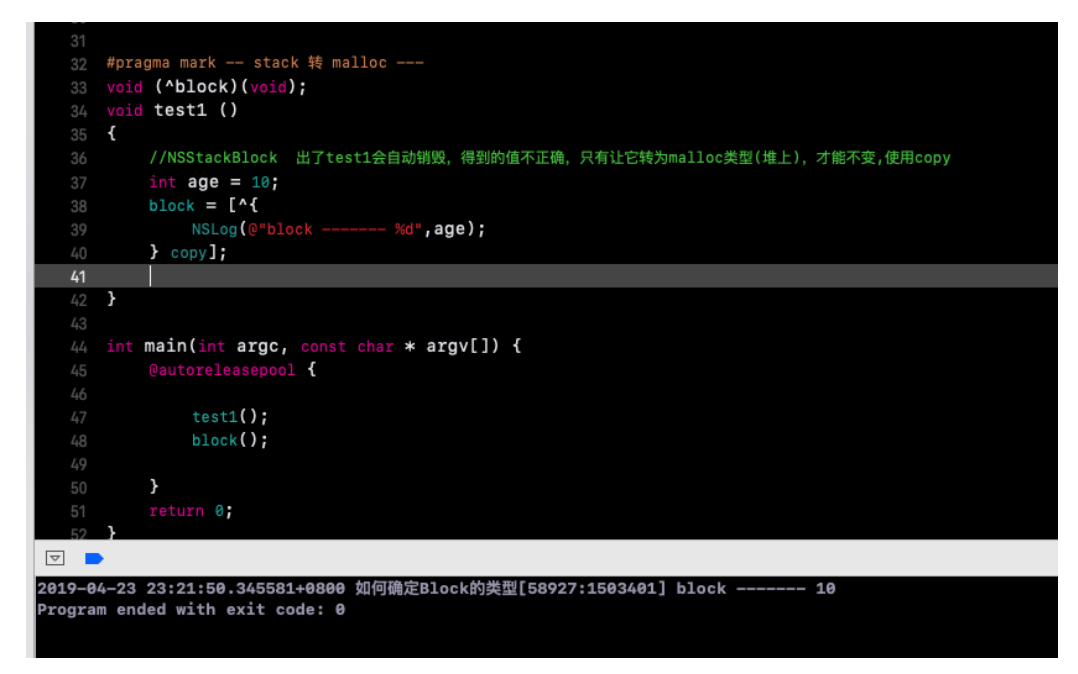 31
32 #pragma mark —— stack 转 malloc ———
33 void (^block)(void);
34 void test1 ()
35 {
36 //NSStackBlock 出了test1会自动销毁，得到的值不正确，只有让它转为malloc类型(堆上)，才能不变,使用copy
37 int age = 10;
38 block = [^{
39 NSLog(@"block ——————— %d",age);
40 } copy];
41
42 }
43
44 int main(int argc, const char * argv[]) {
45 @autoreleasepool {
46
47 test1();
48 block();
49
50 }
51 return 0;
52 }
2019-04-23 23:21:50.345581+0800 如何确定Block的类型[58927:1503401] block ——————— 10
Program ended with exit code: 0